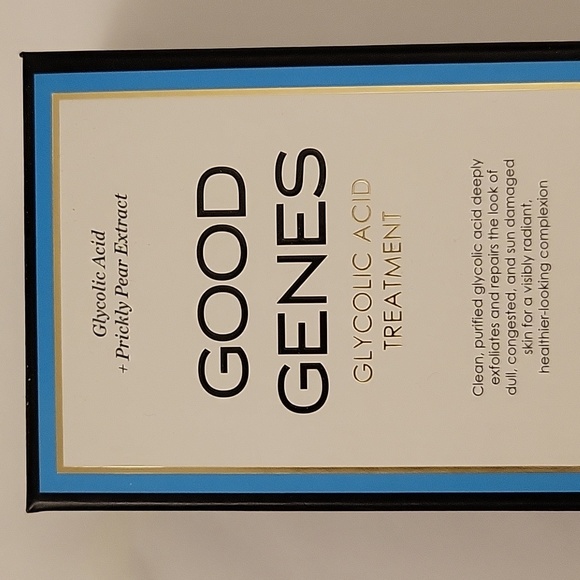 Glycolic Acid
+ Prickly Pear Extract
GOOD
GENES
GLYCOLIC ACID
TREATMENT
Clean, purified glycolic acid deeply
exfoliates and repairs the look of
dull, congested, and sun damaged
skin for a visibly radiant,
healthier-looking complexion